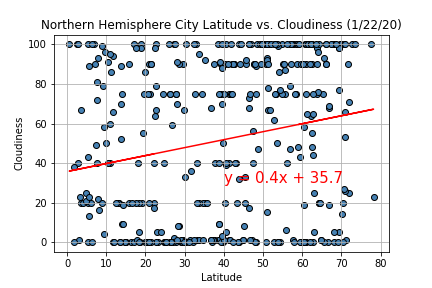 Northern Hemisphere City Latitude vs. Cloudiness (1/22/20)
100
80
60
40
20
0
Cloudiness
y = 0.4x + 35.7
0 10 20 30 40 50 60 70 80
Latitude